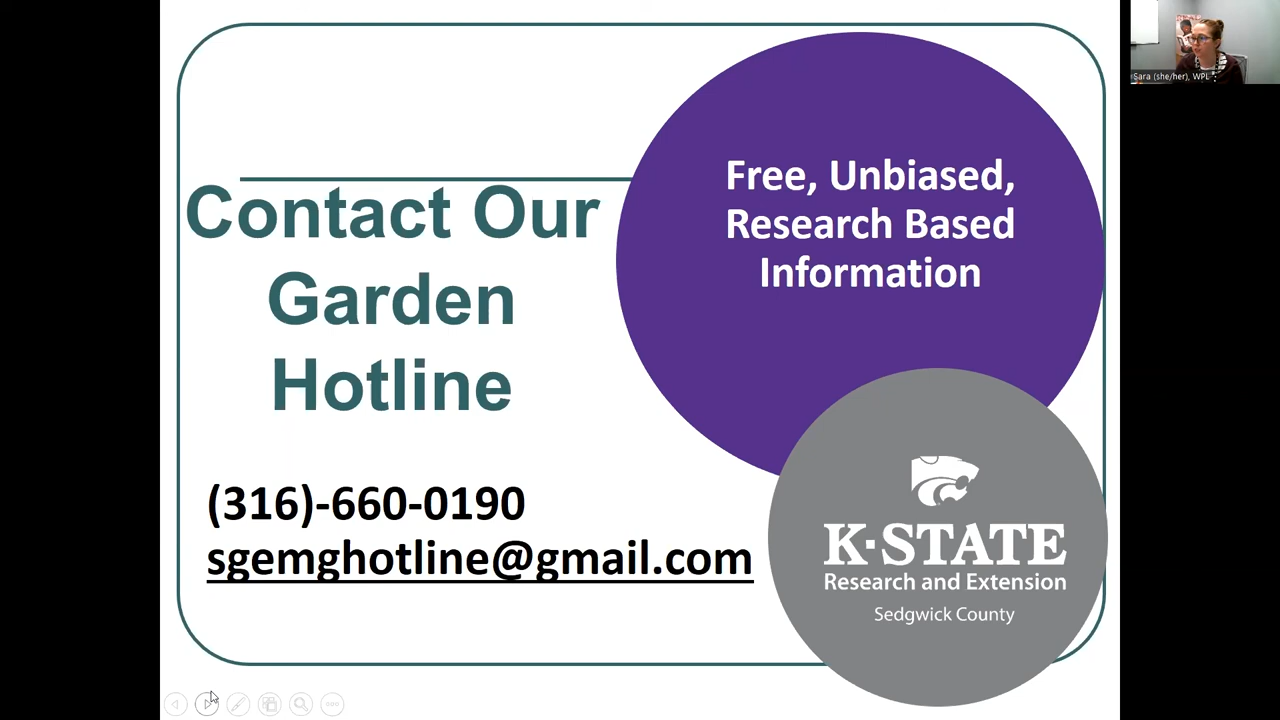 Contact Our
Garden
Hotline
(316)-660-0190
sgemghotline@gmail.com
Free, Unbiased,
Research Based
Information
K·STATE
Research and Extension
Sedgwick County
Sara (she/her), WPL